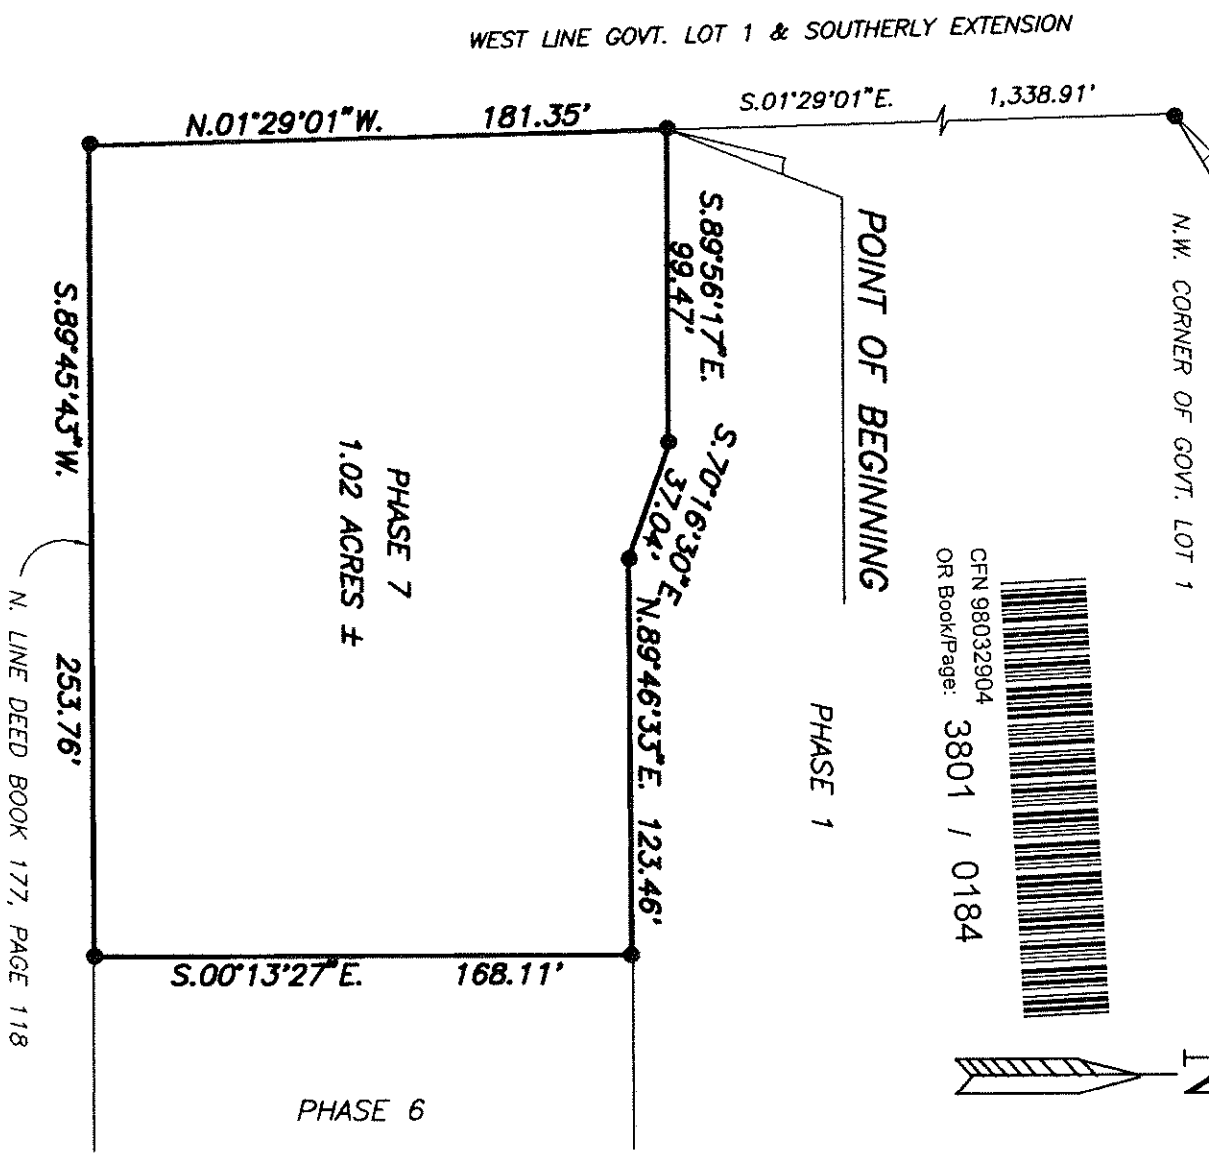 WEST LINE GOVT. LOT 1 & SOUTHERLY EXTENSION
N.01°29'01"W. 181.35'
S.01°29'01"E. 1,338.91'
N.W. CORNER OF GOVT. LOT 1
POINT OF BEGINNING
S.89°56'17"E.
99.47'
S.70°16'30"E.
37.04'
N.89°46'33"E. 123.46'
PHASE 1
CFN 98032904
OR Book/Page: 3801 / 0184
N
PHASE 7
1.02 ACRES ±
S.89°45'43"W. 253.76'
N. LINE DEED BOOK 177, PAGE 118
S.00°13'27"E. 168.11'
PHASE 6